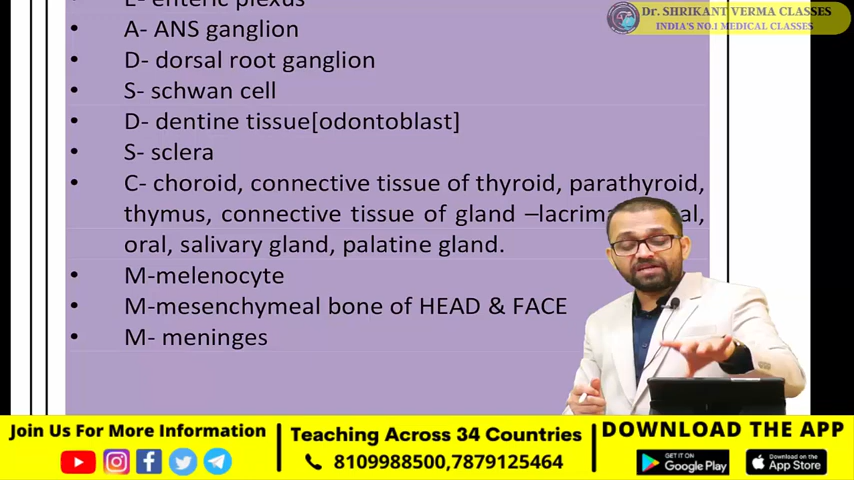 E- enteric plexus
Dr. SHRIKANT VERMA CLASSES
INDIA'S NO.1 MEDICAL CLASSES
• A- ANS ganglion
• D- dorsal root ganglion
• S- schwan cell
• D- dentine tissue[odontoblast]
• S- sclera
• C- choroid, connective tissue of thyroid, parathyroid,
thymus, connective tissue of gland –lacrima al,
oral, salivary gland, palatine gland.
• M-melenocyte
• M-mesenchymeal bone of HEAD & FACE
• M- meninges
Join Us For More Information
Teaching Across 34 Countries
8109988500,7879125464
DOWNLOAD THE APP
GET IT ON
Google Play
Download on the
App Store